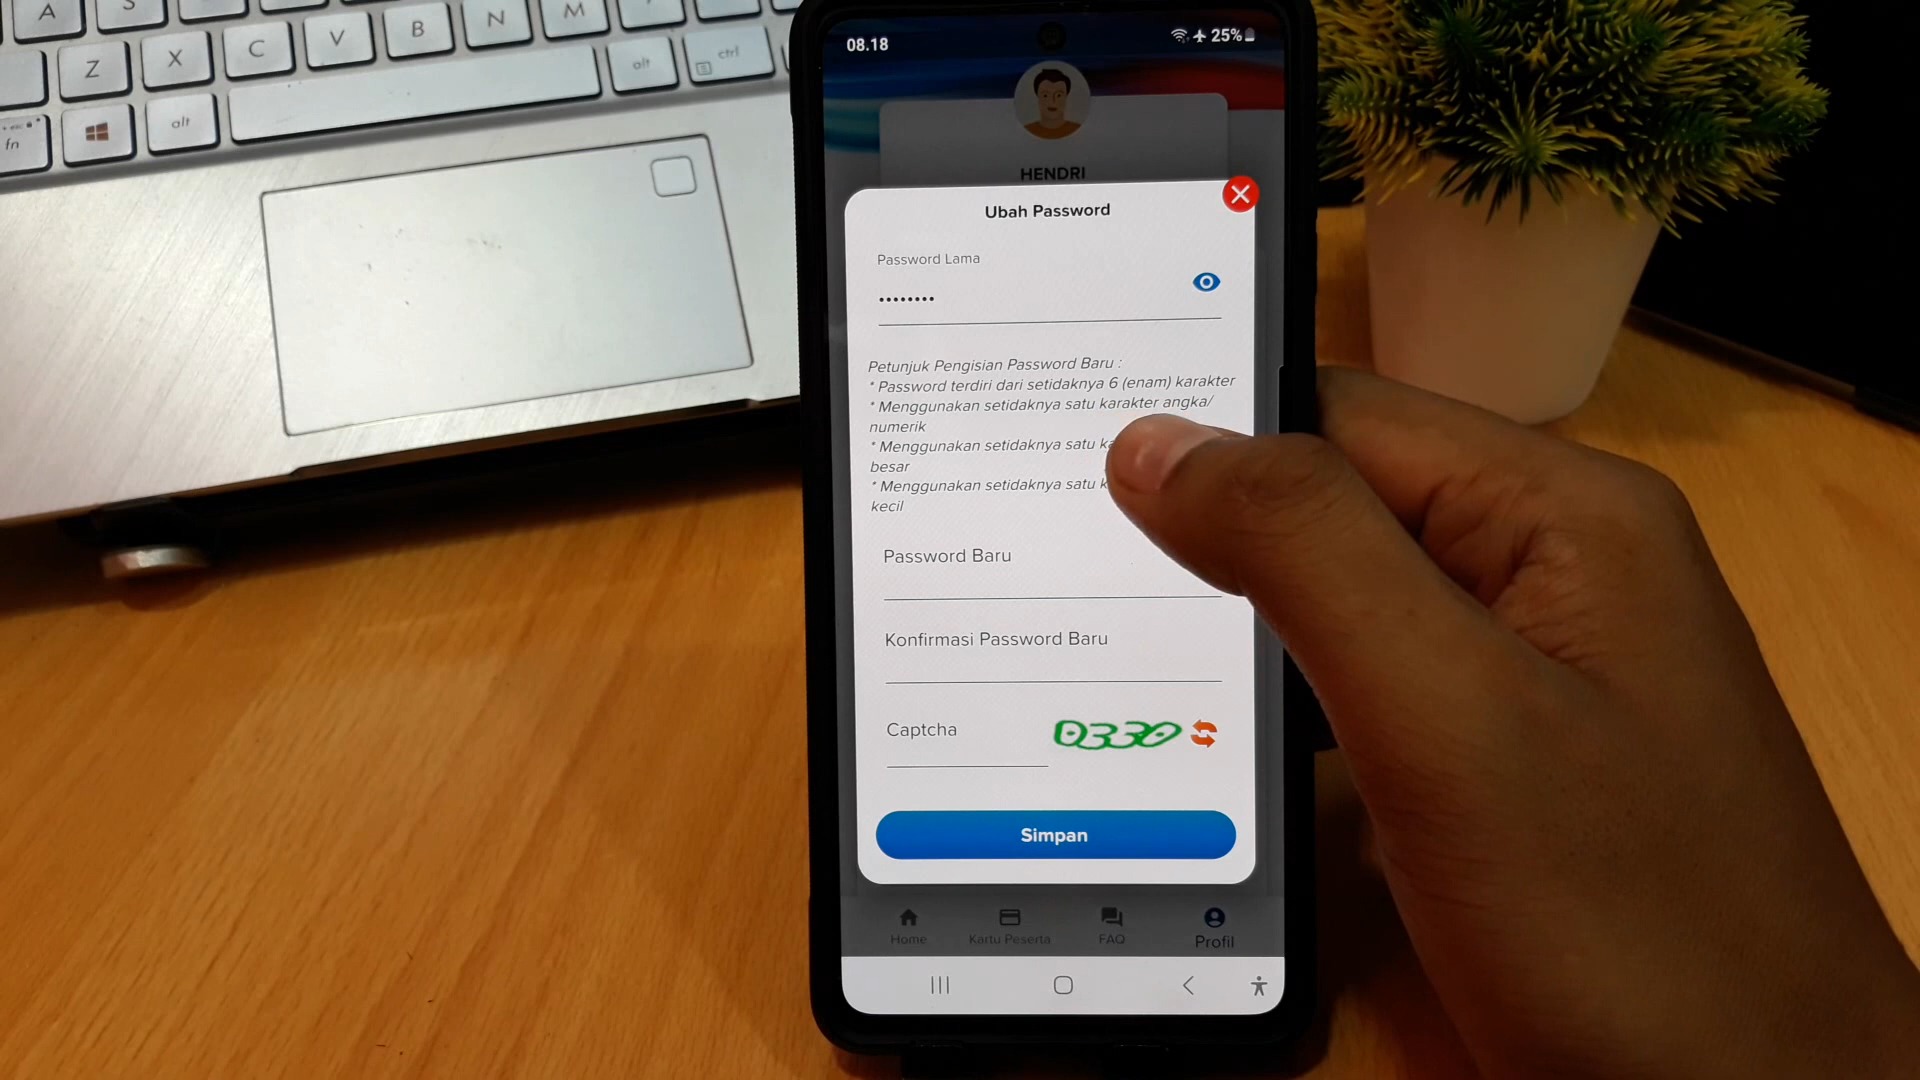 A
S
Z
X
C
V
B
N
M
alt
ctrl
fn
alt
08.18
25%
HENDRI
Ubah Password
Password Lama
Petunjuk Pengisian Password Baru :
* Password terdiri dari setidaknya 6 (enam) karakter
* Menggunakan setidaknya satu karakter angka/
numerik
* Menggunakan setidaknya satu
besar
* Menggunakan setidaknya satu
kecil
Password Baru
Konfirmasi Password Baru
Captcha
0330
Simpan
Home
Kartu Peserta
FAQ
Profil